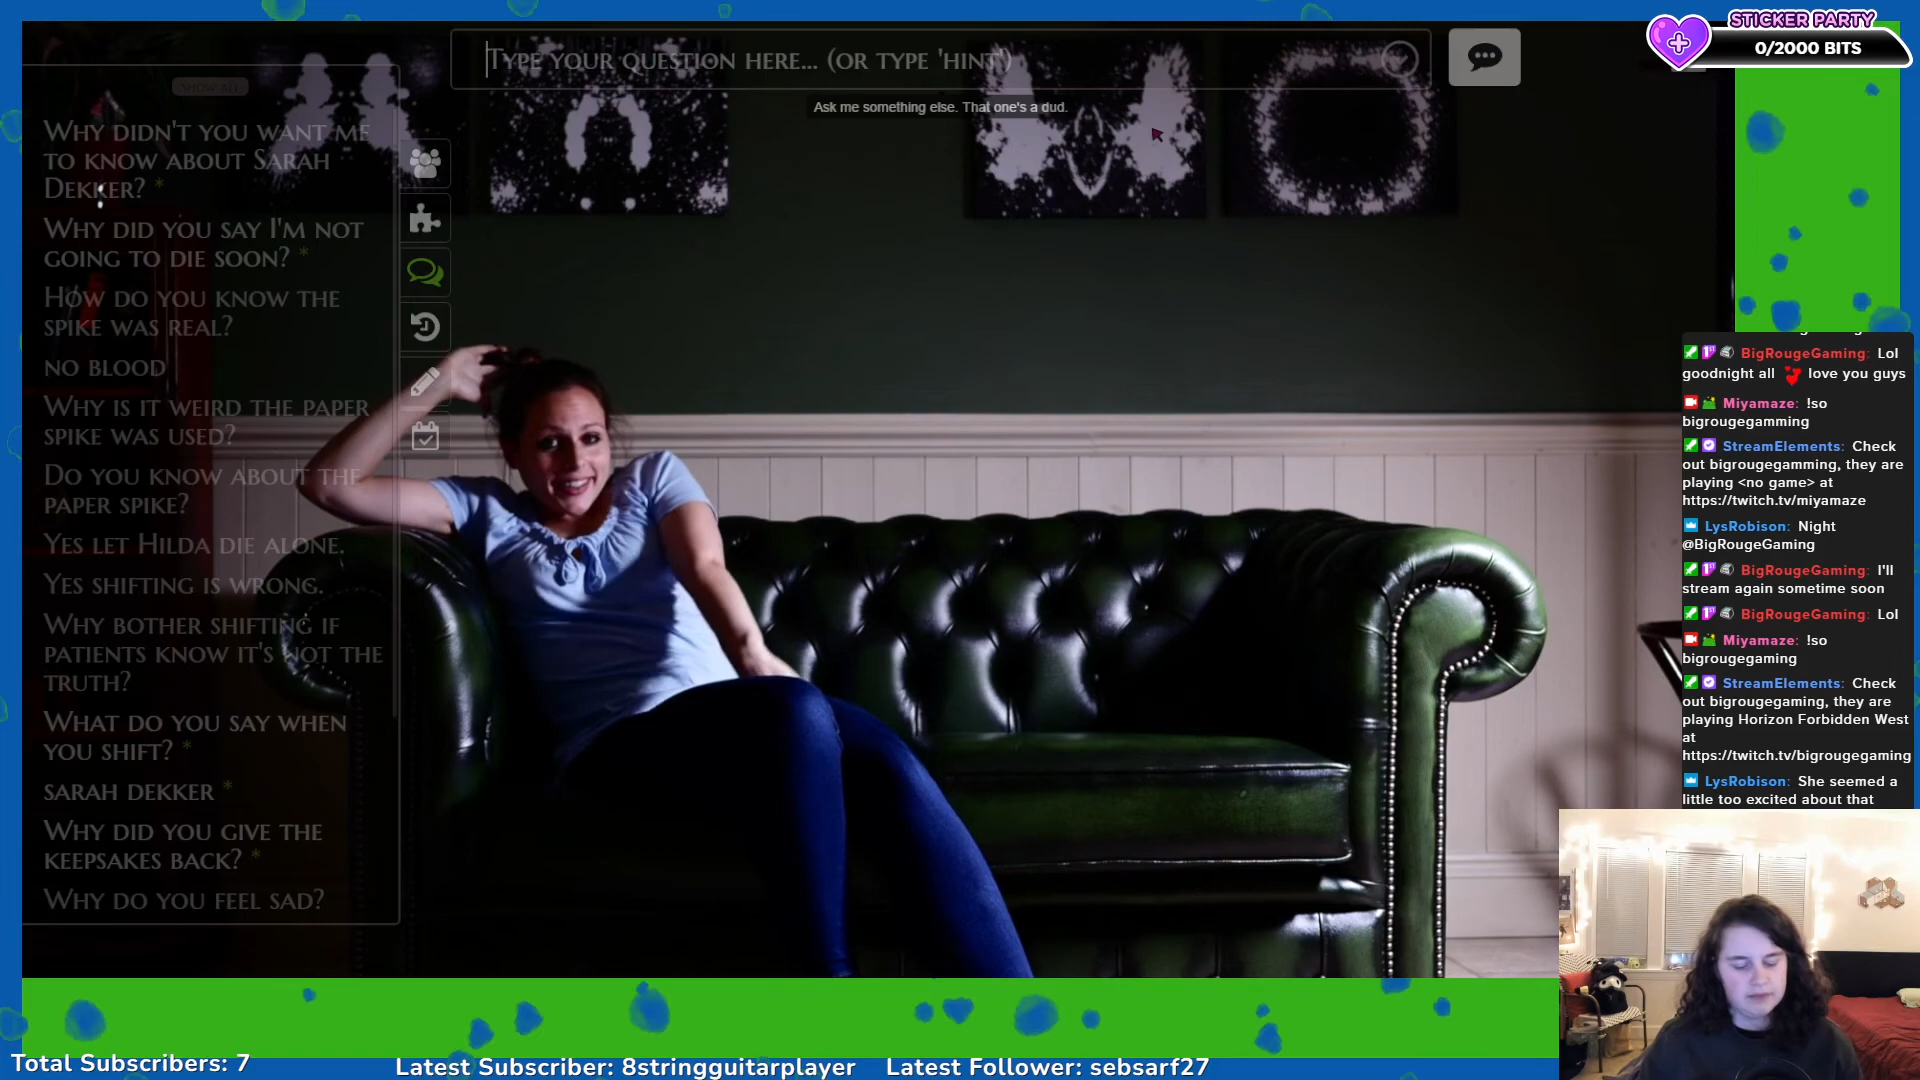 STICKER PARTY
0/2000 BITS
TYPE YOUR QUESTION HERE... (OR TYPE 'HINT')
Ask me something else. That one's a dud.
SHOW ALL
WHY DIDN'T YOU WANT ME
TO KNOW ABOUT SARAH
DEKKER? *
WHY DID YOU SAY I'M NOT
GOING TO DIE SOON? *
HOW DO YOU KNOW THE
SPIKE WAS REAL?
NO BLOOD
WHY IS IT WEIRD THE PAPER
SPIKE WAS USED?
DO YOU KNOW ABOUT THE
PAPER SPIKE?
YES LET HILDA DIE ALONE.
YES SHIFTING IS WRONG.
WHY BOTHER SHIFTING IF
PATIENTS KNOW IT'S NOT THE
TRUTH?
WHAT DO YOU SAY WHEN
YOU SHIFT? *
SARAH DEKKER *
WHY DID YOU GIVE THE
KEEPSAKES BACK? *
WHY DO YOU FEEL SAD?
BigRougeGaming: Lol
goodnight all love you guys
Miyamaze: !so
bigrougegamming
StreamElements: Check
out bigrougegamming, they are
playing <no game> at
https://twitch.tv/miyamaze
LysRobison: Night
@BigRougeGaming
BigRougeGaming: I'll
stream again sometime soon
BigRougeGaming: Lol
Miyamaze: !so
bigrougegaming
StreamElements: Check
out bigrougegaming, they are
playing Horizon Forbidden West
at
https://twitch.tv/bigrougegaming
LysRobison: She seemed a
little too excited about that
Total Subscribers: 7
Latest Subscriber: 8stringguitarplayer
Latest Follower: sebsarf27